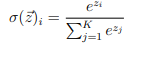 σ(z⃗)ᵢ = e^{zᵢ} / ∑_{j=1}^{K} e^{zⱼ}